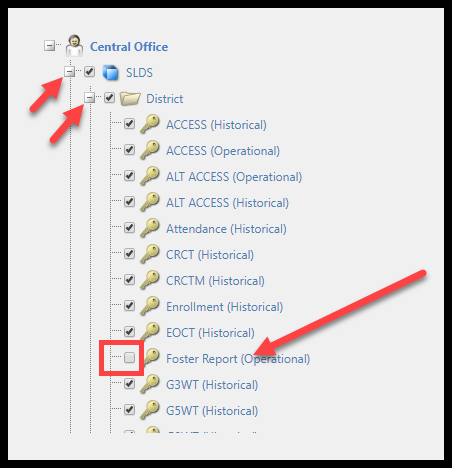 Central Office
SLDS
District
ACCESS (Historical)
ACCESS (Operational)
ALT ACCESS (Operational)
ALT ACCESS (Historical)
Attendance (Historical)
CRCT (Historical)
CRCTM (Historical)
Enrollment (Historical)
EOCT (Historical)
Foster Report (Operational)
G3WT (Historical)
G5WT (Historical)